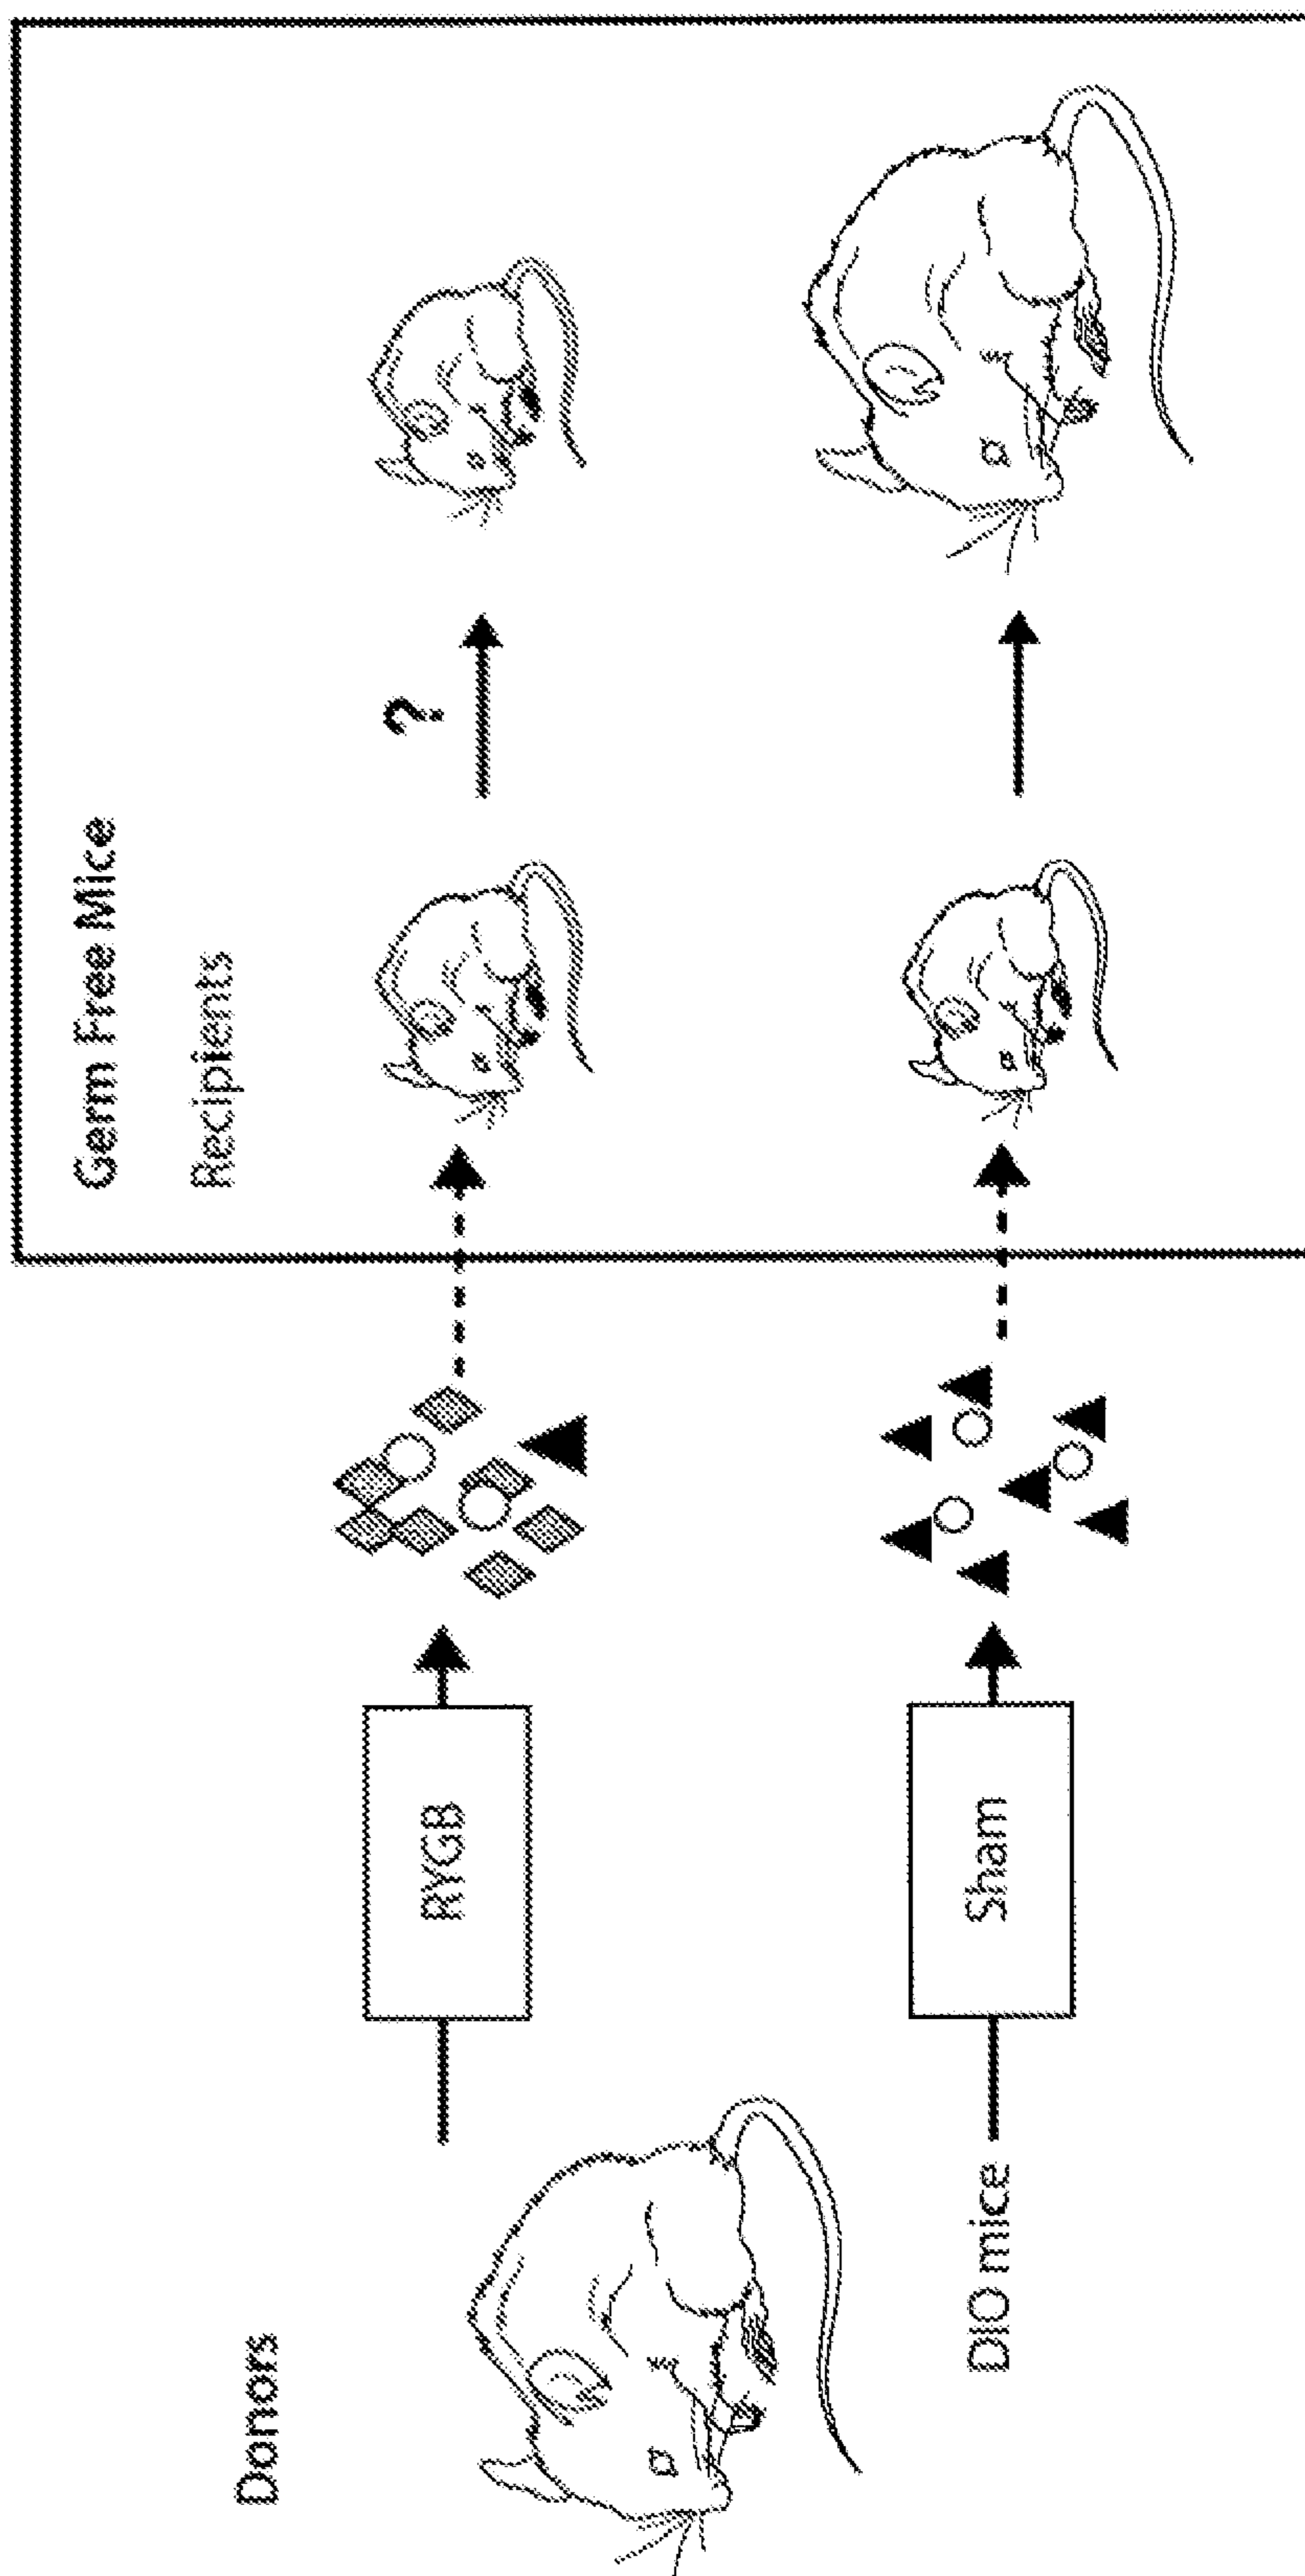 Donors
Germ Free Mice
Recipients
RYGB
?
DIO mice
Sham